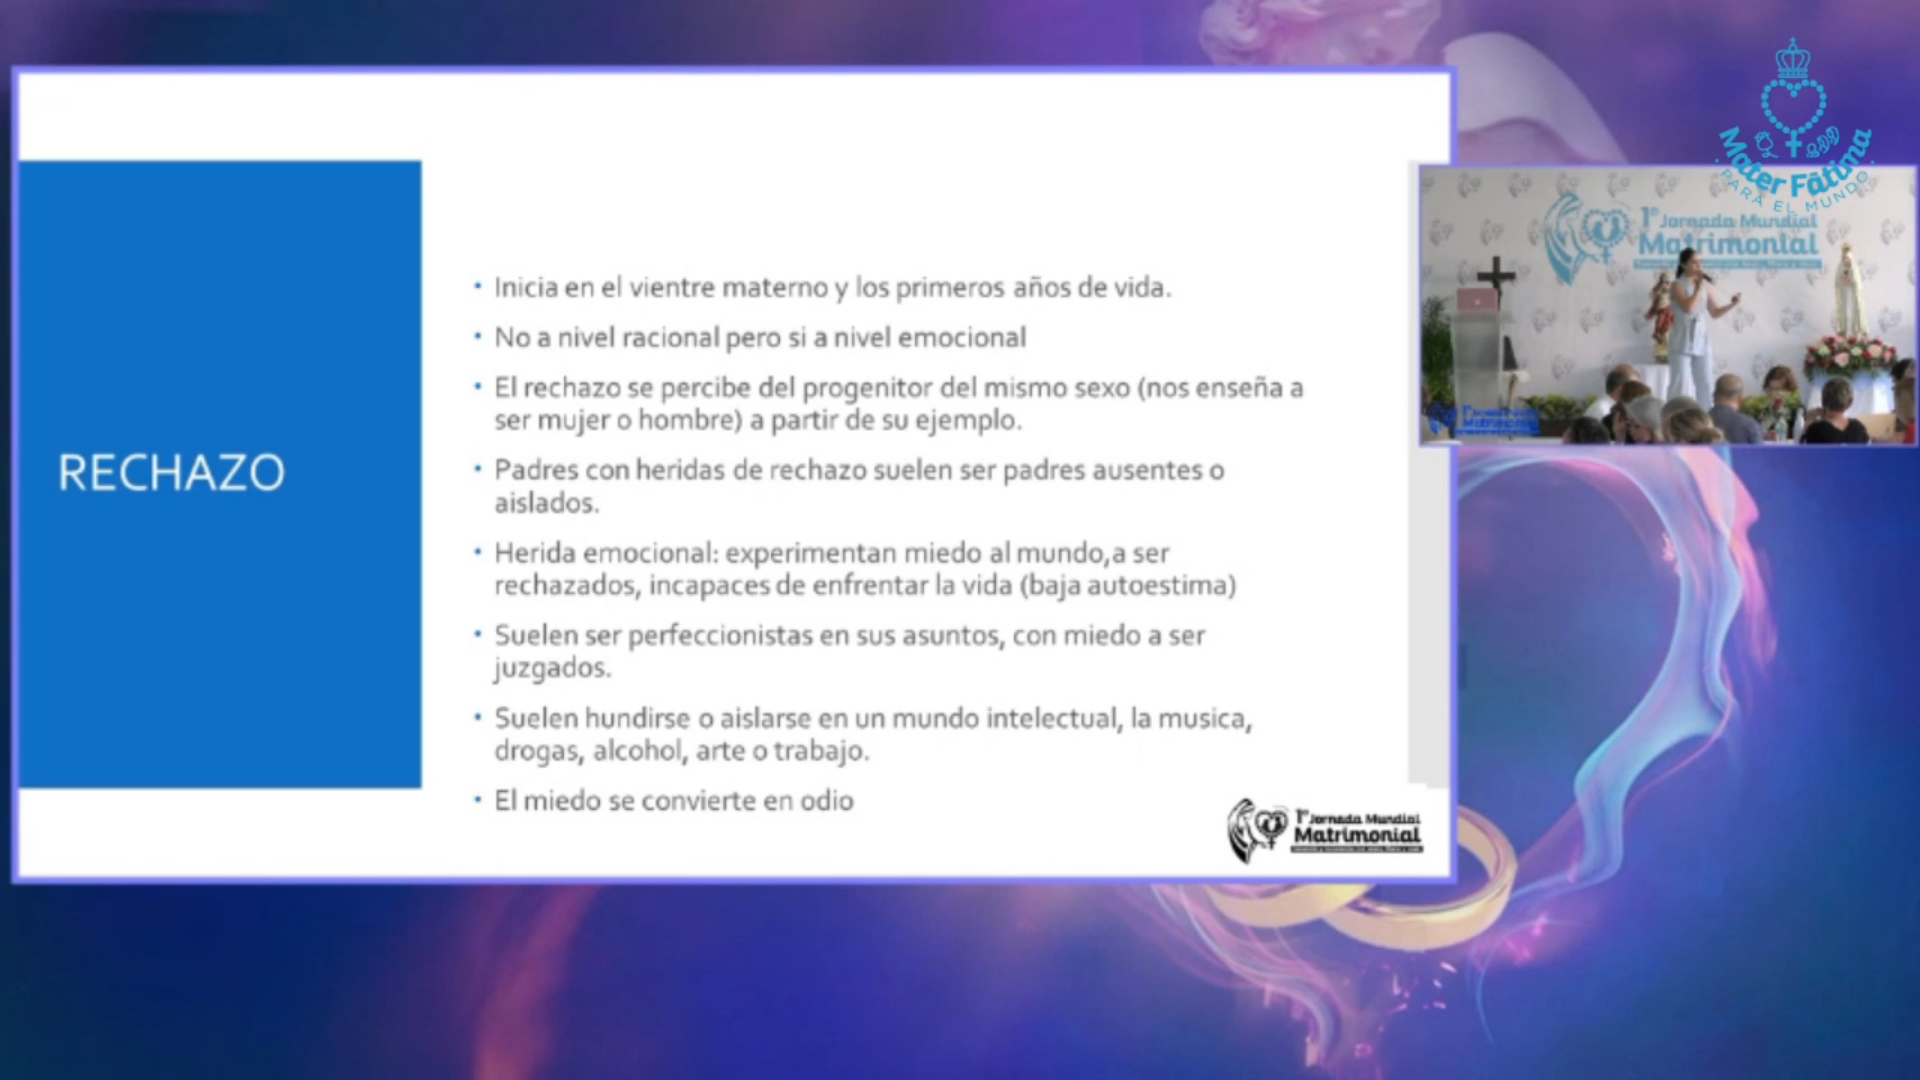 Mater Fátima
PARA EL MUNDO
1ª Jornada Mundial
Matrimonial
RECHAZO
• Inicia en el vientre materno y los primeros años de vida.
• No a nivel racional pero si a nivel emocional
• El rechazo se percibe del progenitor del mismo sexo (nos enseña a
ser mujer o hombre) a partir de su ejemplo.
• Padres con heridas de rechazo suelen ser padres ausentes o
aislados.
• Herida emocional: experimentan miedo al mundo,a ser
rechazados, incapaces de enfrentar la vida (baja autoestima)
• Suelen ser perfeccionistas en sus asuntos, con miedo a ser
juzgados.
• Suelen hundirse o aislarse en un mundo intelectual, la musica,
drogas, alcohol, arte o trabajo.
• El miedo se convierte en odio
1ª Jornada Mundial
Matrimonial